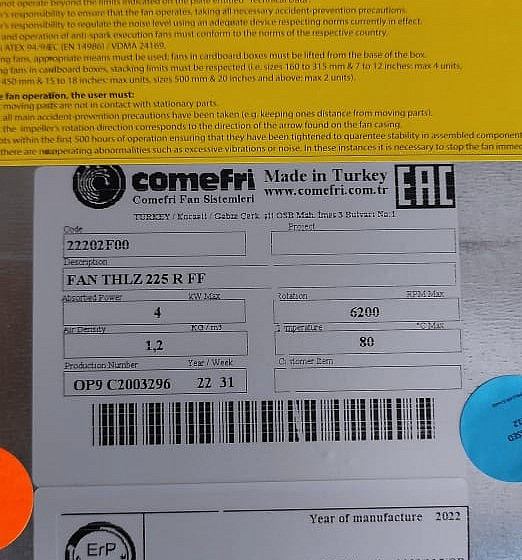 not operate beyond the limits indicated on the plate entitled "Technical data"
r's responsibility to ensure that the fan operates, taking all necessary accident-prevention precautions.
r's responsibility to regulate the noise level using an adequate device respecting norms currently in effect.
and operation of anti-spark execution fans must conform to the norms of the respective country.
ATEX 94/9/EC (EN 14986) / VDMA 24169.
ng fans, appropriate means must be used; fans in cardboard boxes must be lifted from the base of the box.
ng fans in cardboard boxes, stacking limits must be respected (i.e. sizes 160 to 315 mm & 7 to 12 inches: max 4 units,
450 mm & 15 to 18 inches: max units, sizes 500 mm & 20 inches and above: max 2 units).
e fan operation, the user must:
moving pasts are not in contact with stationary parts.
all main accident-prevention precautions have been taken (e.g. keeping ones distance from moving parts).
the impeller's rotation direction corresponds to the direction of the arrow found on the fan casing.
ots within the first 500 hours of operation ensuring that they have been tightened to quarentee stability in assembled component
there are no operating abnormalities such as excessive vibrations or noise. In these instances it is necessary to stop the fan imme
comefri Made in Turkey EAC
Comefri Fan Sistemleri www.comefri.com.tr
TURKEY / Kocaeli / Gebze Çerk. ill OSB Mah. Imes 3 Bulvarı No:1
Code Project
22202F00
Description
FAN THLZ 225 R FF
Absorbed Power kW Max Rotation RPM Max
4 6200
Air Density KG / m3 Temperature °C Max
1,2 80
Production Number Year / Week Customer Item
OP9 C2003296 22 31
Year of manufacture 2022
ErP